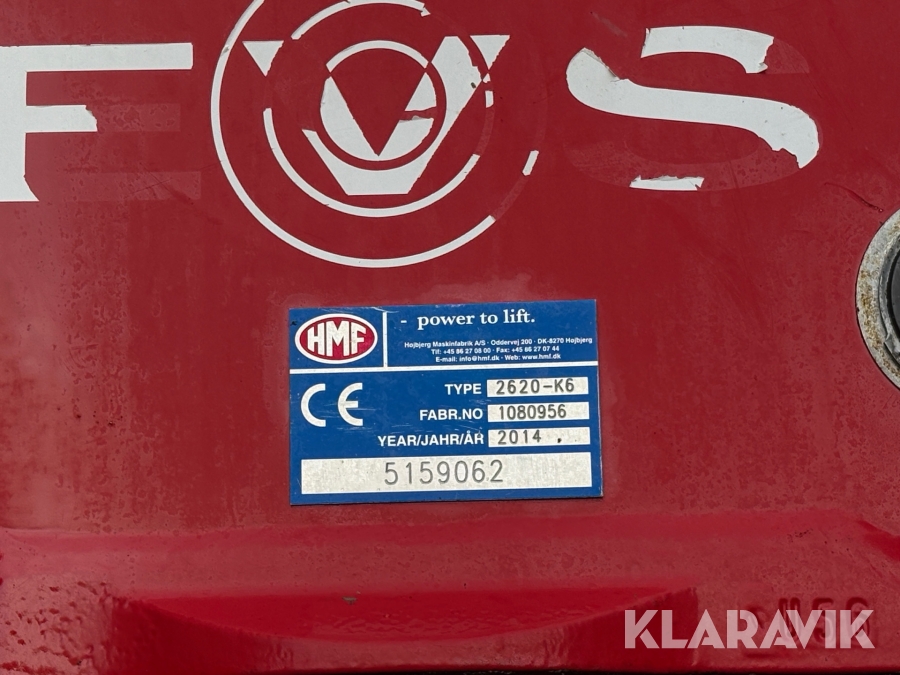 EVS
HMF
- power to lift.
Højbjerg Maskinfabrik A/S · Oddervej 200 · DK-8270 Højbjerg
Tlf: +45 86 27 08 00 · Fax: +45 86 27 07 44
E-mail: info@hmf.dk · Web: www.hmf.dk
CE
TYPE 2620-K6
FABR.NO 1080956
YEAR/JAHR/ÅR 2014
5159062
KLARAVIK